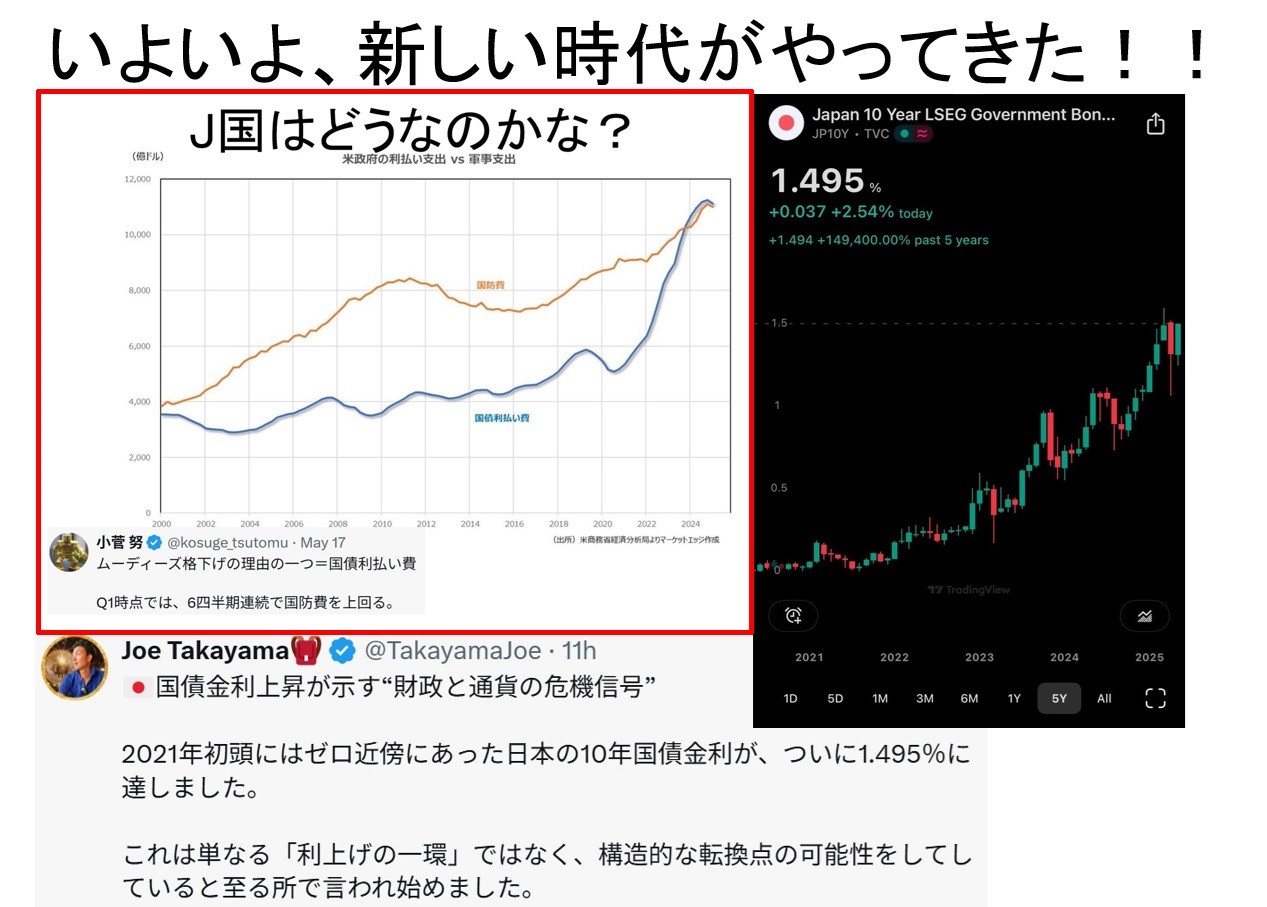 いよいよ、新しい時代がやってきた！！
J国はどうなのかな？
（億ドル）
米政府の利払い支出 vs 軍事支出
12,000
10,000
8,000
6,000
4,000
2,000
0
国防費
国債利払い費
2000 2002 2004 2006 2008 2010 2012 2014 2016 2018 2020 2022 2024
（出所）米商務省経済分析局よりマーケットエッジ作成
小菅 努 @kosuge_tsutomu · May 17
ムーディーズ格下げの理由の一つ＝国債利払い費
Q1時点では、6四半期連続で国防費を上回る。
Japan 10 Year LSEG Government Bon...
JP10Y • TVC
1.495 %
+0.037 +2.54% today
+1.494 +149,400.00% past 5 years
1.5
1
0.5
0
TradingView
2021 2022 2023 2024 2025
1D 5D 1M 3M 6M 1Y 5Y All
Joe Takayama @TakayamaJoe · 11h
国債金利上昇が示す“財政と通貨の危機信号”
2021年初頭にはゼロ近傍にあった日本の10年国債金利が、ついに1.495%に
達しました。
これは単なる「利上げの一環」ではなく、構造的な転換点の可能性をしてし
ていると至る所で言われ始めました。